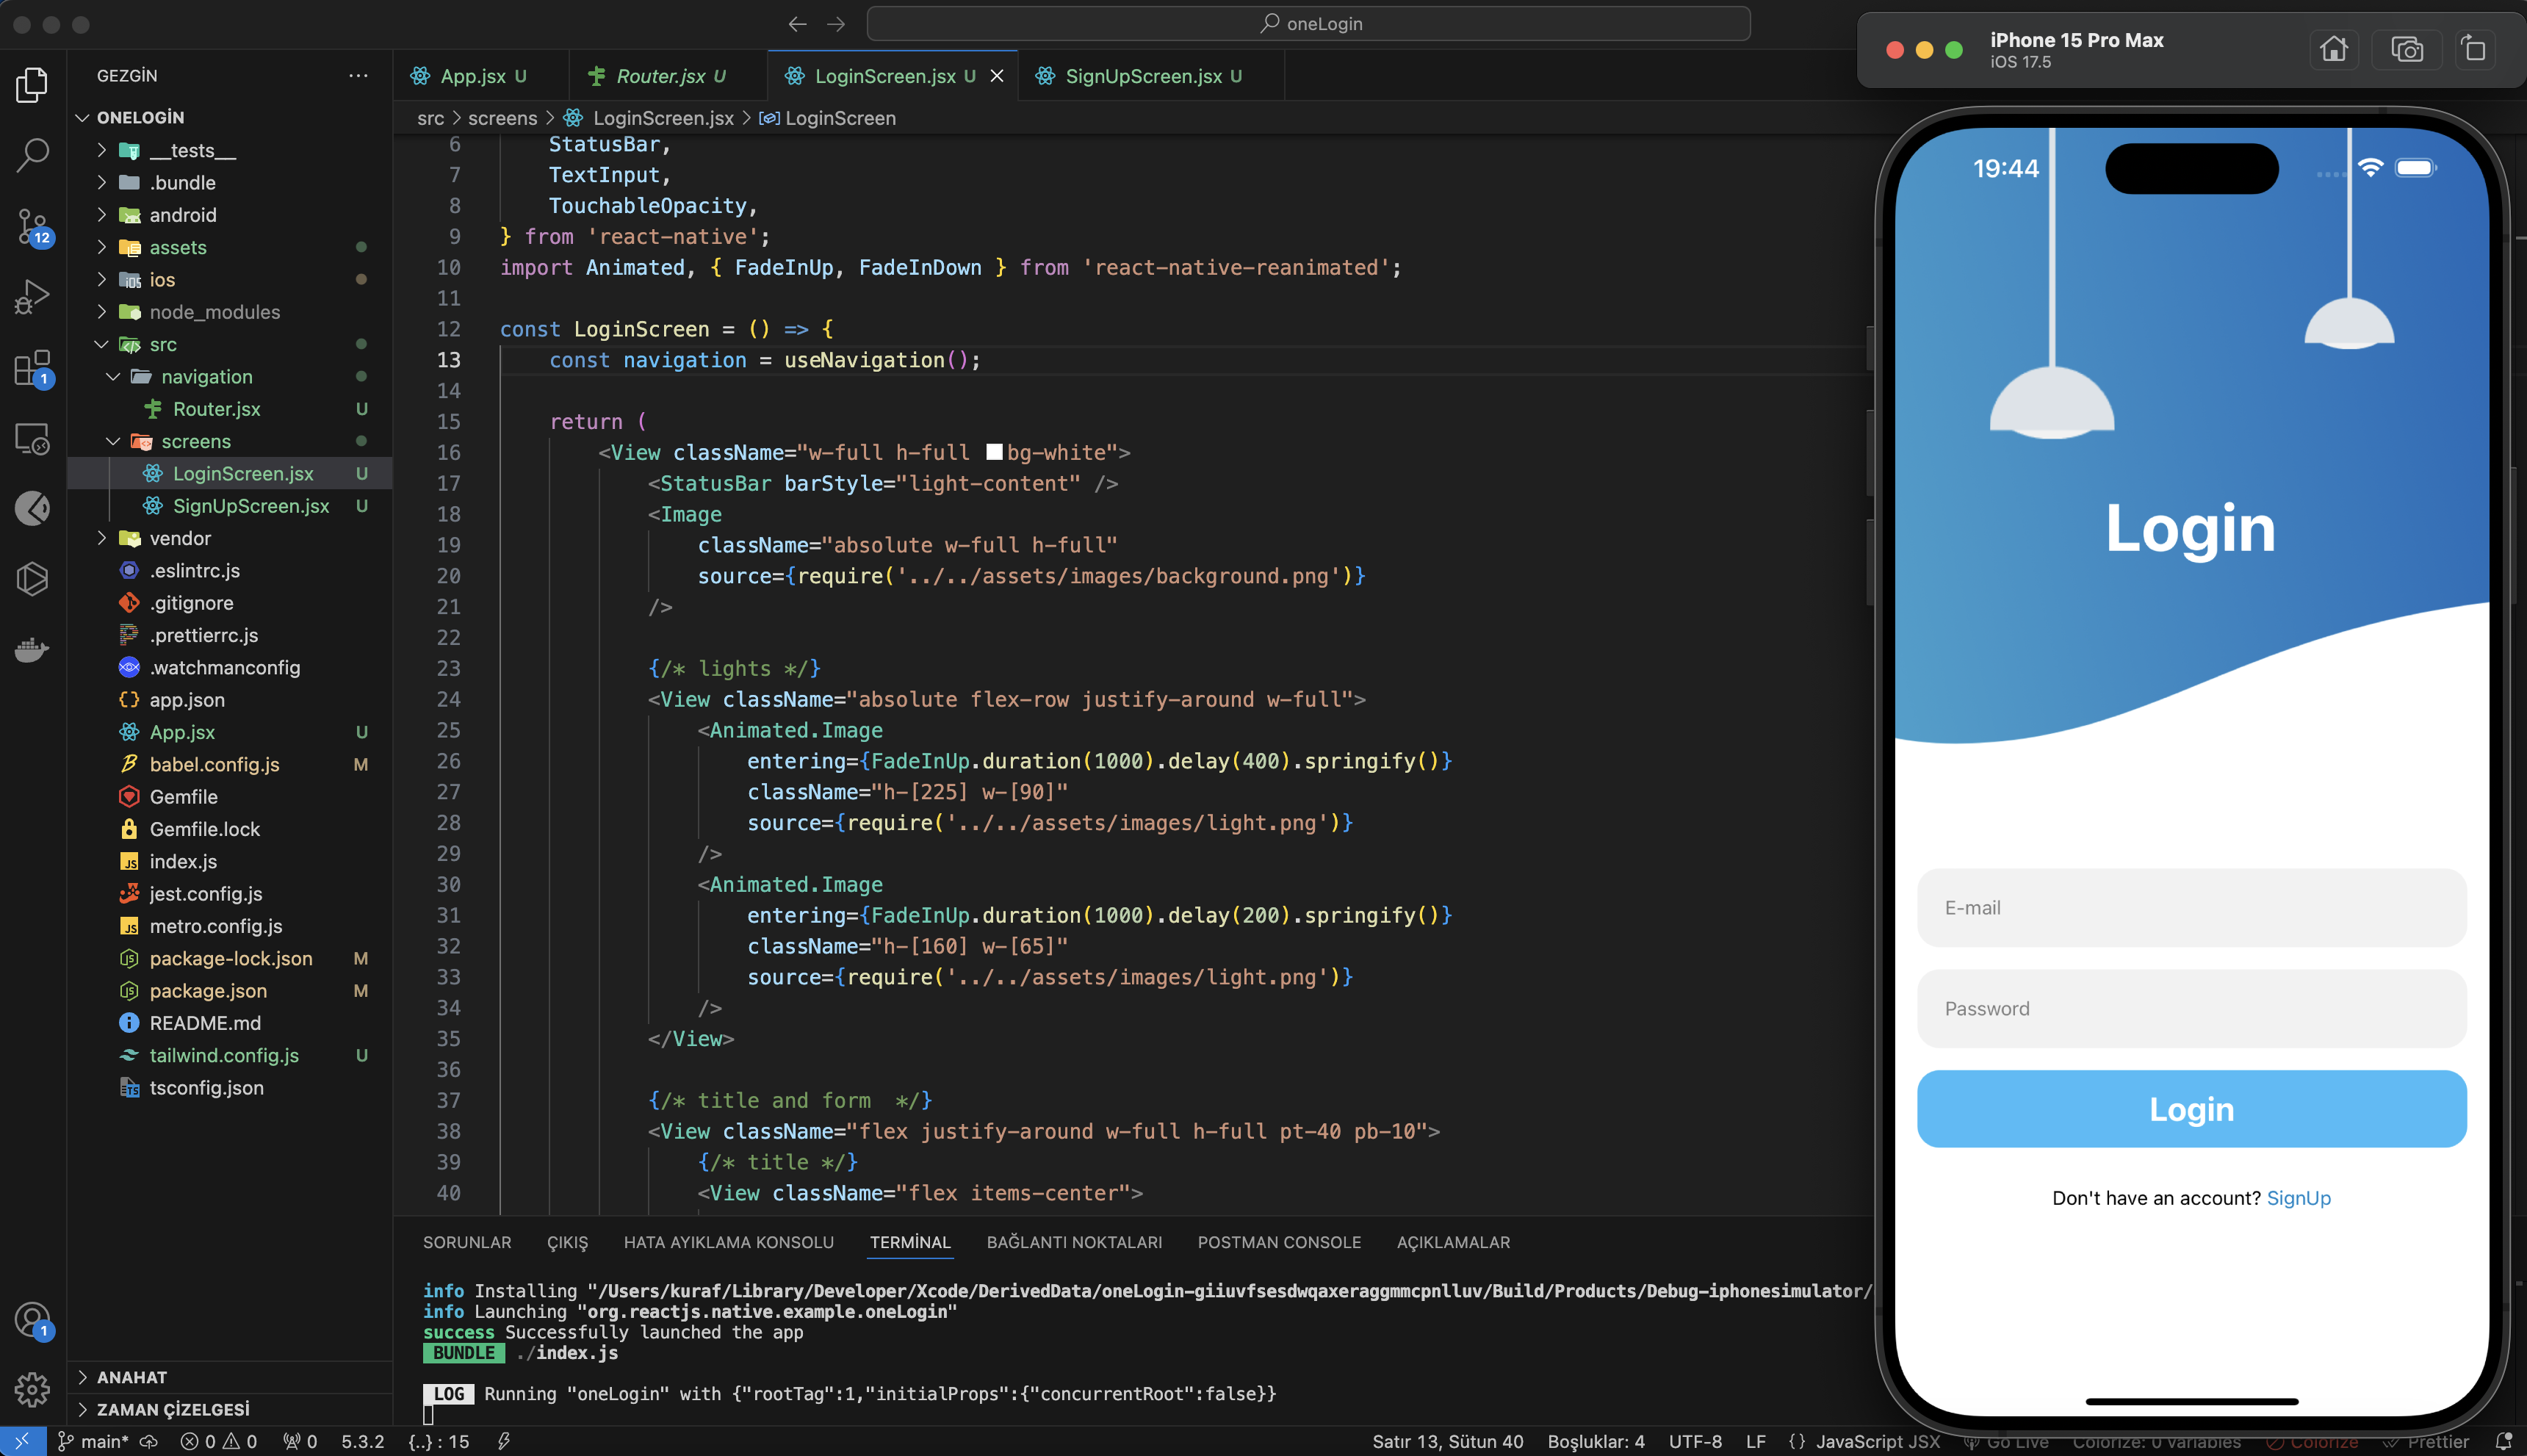 oneLogin
GEZGİN
ONELOGİN
__tests__
.bundle
android
assets
ios
node_modules
src
navigation
Router.jsx U
screens
LoginScreen.jsx U
SignUpScreen.jsx U
vendor
.eslintrc.js
.gitignore
.prettierrc.js
.watchmanconfig
app.json
App.jsx U
babel.config.js M
Gemfile
Gemfile.lock
index.js
jest.config.js
metro.config.js
package-lock.json M
package.json M
README.md
tailwind.config.js U
tsconfig.json
ANAHAT
ZAMAN ÇİZELGESİ
12
1
1
App.jsx U
Router.jsx U
LoginScreen.jsx U
SignUpScreen.jsx U
src > screens > LoginScreen.jsx > LoginScreen
6 StatusBar,
7 TextInput,
8 TouchableOpacity,
9 } from 'react-native';
10 import Animated, { FadeInUp, FadeInDown } from 'react-native-reanimated';
11
12 const LoginScreen = () => {
13 const navigation = useNavigation();
14
15 return (
16 <View className="w-full h-full bg-white">
17 <StatusBar barStyle="light-content" />
18 <Image
19 className="absolute w-full h-full"
20 source={require('../../assets/images/background.png')}
21 />
22
23 {/* lights */}
24 <View className="absolute flex-row justify-around w-full">
25 <Animated.Image
26 entering={FadeInUp.duration(1000).delay(400).springify()}
27 className="h-[225] w-[90]"
28 source={require('../../assets/images/light.png')}
29 />
30 <Animated.Image
31 entering={FadeInUp.duration(1000).delay(200).springify()}
32 className="h-[160] w-[65]"
33 source={require('../../assets/images/light.png')}
34 />
35 </View>
36
37 {/* title and form  */}
38 <View className="flex justify-around w-full h-full pt-40 pb-10">
39 {/* title */}
40 <View className="flex items-center">
SORUNLAR ÇIKIŞ HATA AYIKLAMA KONSOLU TERMİNAL BAĞLANTI NOKTALARI POSTMAN CONSOLE AÇIKLAMALAR
info Installing "/Users/kuraf/Library/Developer/Xcode/DerivedData/oneLogin-giiuvfsesdwqaxeraggmmcpnlluv/Build/Products/Debug-iphonesimulator/
info Launching "org.reactjs.native.example.oneLogin"
success Successfully launched the app
BUNDLE ./index.js
LOG Running "oneLogin" with {"rootTag":1,"initialProps":{"concurrentRoot":false}}
main* 0 0 0 5.3.2 {..} : 15
Satır 13, Sütun 40 Boşluklar: 4 UTF-8 LF {} JavaScript JSX Go Live Colorize: 0 variables Colorize Prettier
iPhone 15 Pro Max
iOS 17.5
19:44
Login
E-mail
Password
Login
Don't have an account? SignUp